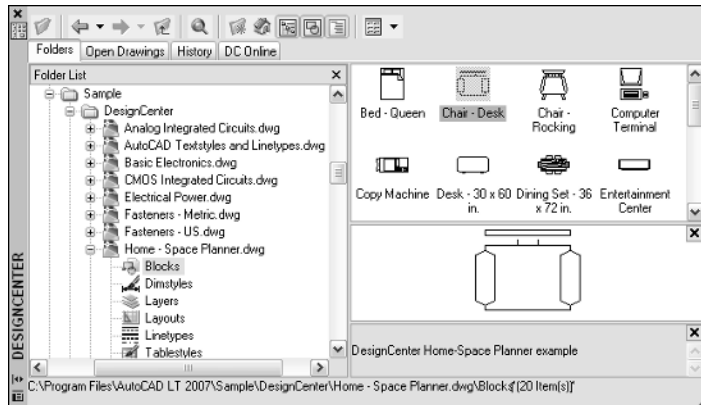 Folders Open Drawings History DC Online
Folder List
Sample
DesignCenter
Analog Integrated Circuits.dwg
AutoCAD Textstyles and Linetypes.dwg
Basic Electronics.dwg
CMOS Integrated Circuits.dwg
Electrical Power.dwg
Fasteners - Metric.dwg
Fasteners - US.dwg
Home - Space Planner.dwg
Blocks
Dimstyles
Layers
Layouts
Linetypes
Tablestyles
Bed - Queen
Chair - Desk
Chair -
Rocking
Computer
Terminal
Copy Machine
Desk - 30 x 60
in.
Dining Set - 36
x 72 in.
Entertainment
Center
DesignCenter Home-Space Planner example
DESIGNCENTER
C:\Program Files\AutoCAD LT 2007\Sample\DesignCenter\Home - Space Planner.dwg\Blocks (20 Item(s))